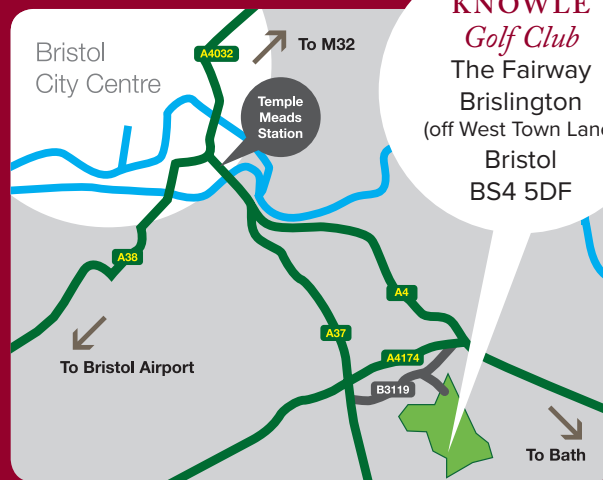 Bristol
City Centre
A4032
To M32
Temple
Meads
Station
KNOWLE
Golf Club
The Fairway
Brislington
(off West Town Lane
Bristol
BS4 5DF
A38
A4
A37
A4174
B3119
To Bristol Airport
To Bath